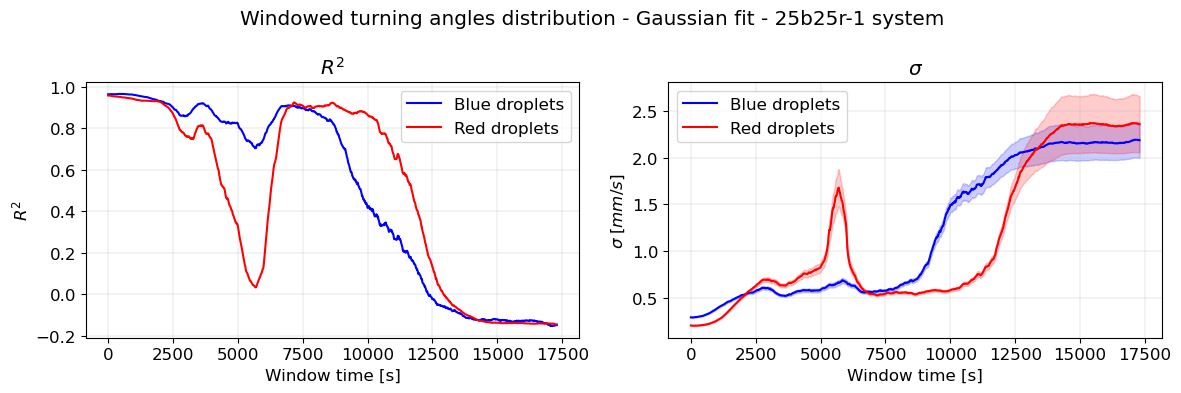 Windowed turning angles distribution - Gaussian fit - 25b25r-1 system
R²
Blue droplets
Red droplets
R²
1.0
0.8
0.6
0.4
0.2
0.0
−0.2
0 2500 5000 7500 10000 12500 15000 17500
Window time [s]
σ
Blue droplets
Red droplets
σ [mm/s]
2.5
2.0
1.5
1.0
0.5
0 2500 5000 7500 10000 12500 15000 17500
Window time [s]